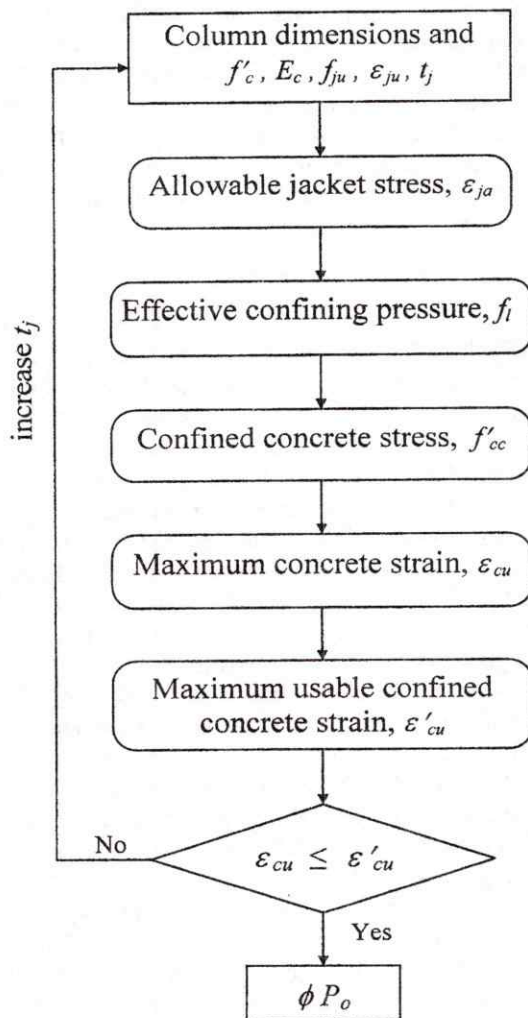 Column dimensions and
f′c , Ec , fju , εju , tj
Allowable jacket stress, εja
Effective confining pressure, fl
Confined concrete stress, f′cc
Maximum concrete strain, εcu
Maximum usable confined
concrete strain, ε′cu
increase tj
No
εcu ≤ ε′cu
Yes
ϕ Po